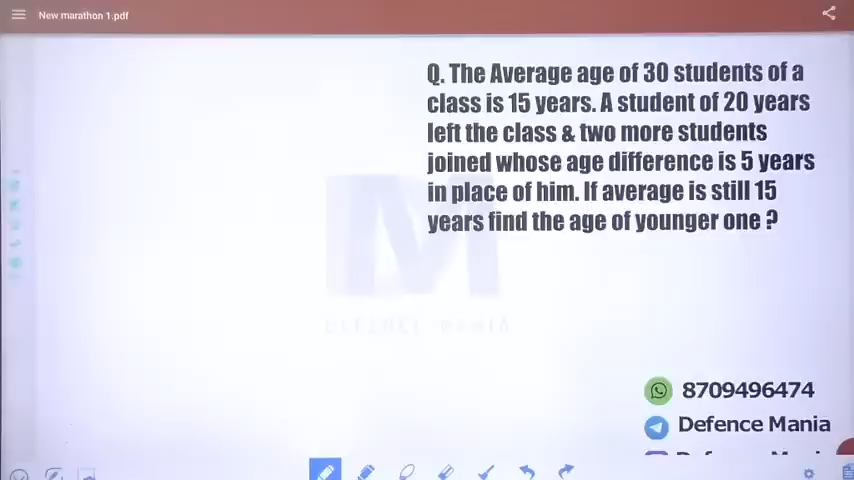 New marathon 1.pdf
Q. The Average age of 30 students of a
class is 15 years. A student of 20 years
left the class & two more students
joined whose age difference is 5 years
in place of him. If average is still 15
years find the age of younger one ?
DEFENCE MANIA
8709496474
Defence Mania